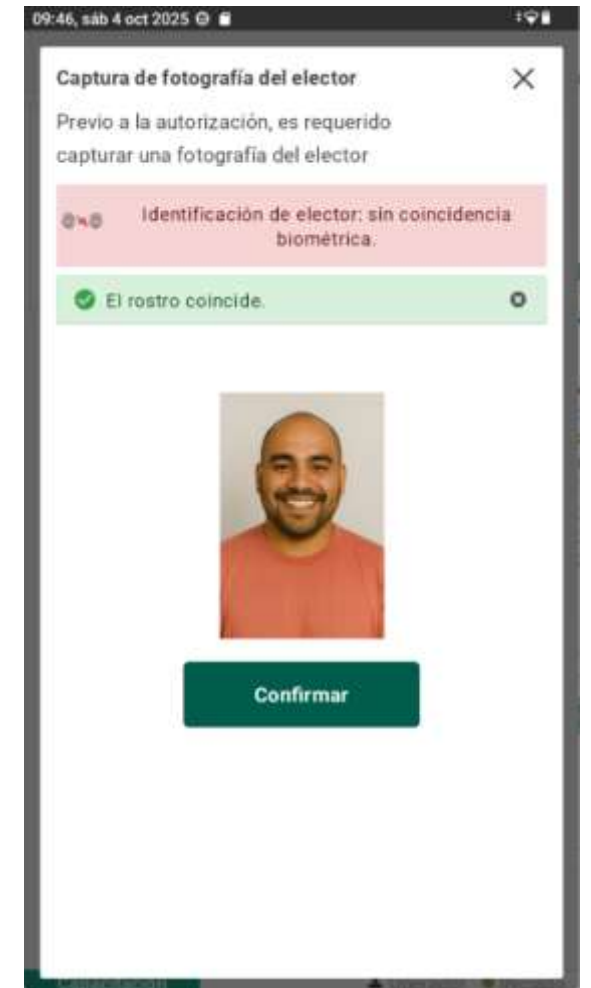 09:46, sáb 4 oct 2025
Captura de fotografía del elector
Previo a la autorización, es requerido
capturar una fotografía del elector
Identificación de elector: sin coincidencia
biométrica.
El rostro coincide.
Confirmar